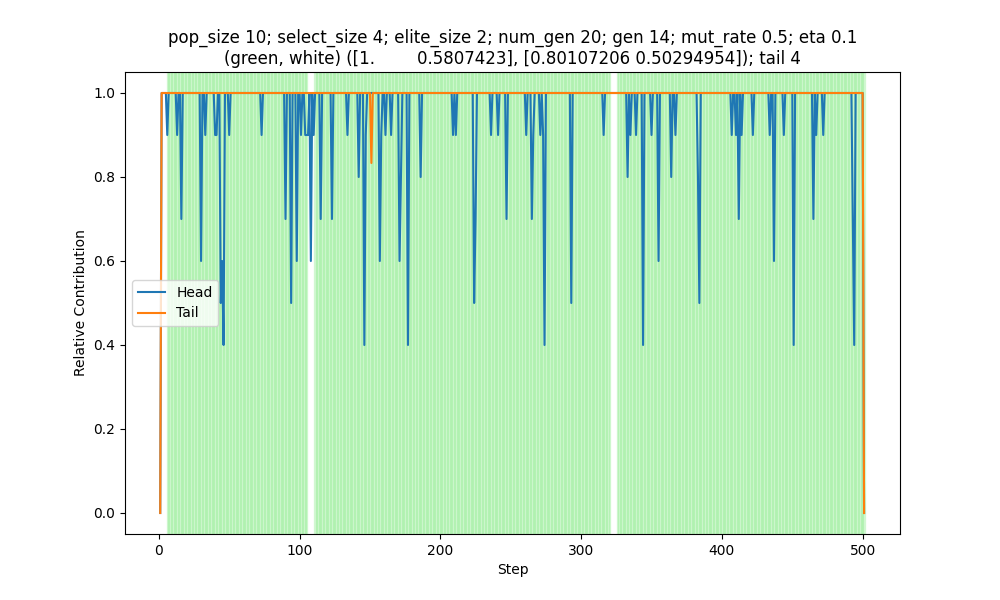 pop_size 10; select_size 4; elite_size 2; num_gen 20; gen 14; mut_rate 0.5; eta 0.1
(green, white) ([1. 0.5807423], [0.80107206 0.50294954]); tail 4
1.0
0.8
0.6
0.4
0.2
0.0
Relative Contribution
Head
Tail
0 100 200 300 400 500
Step